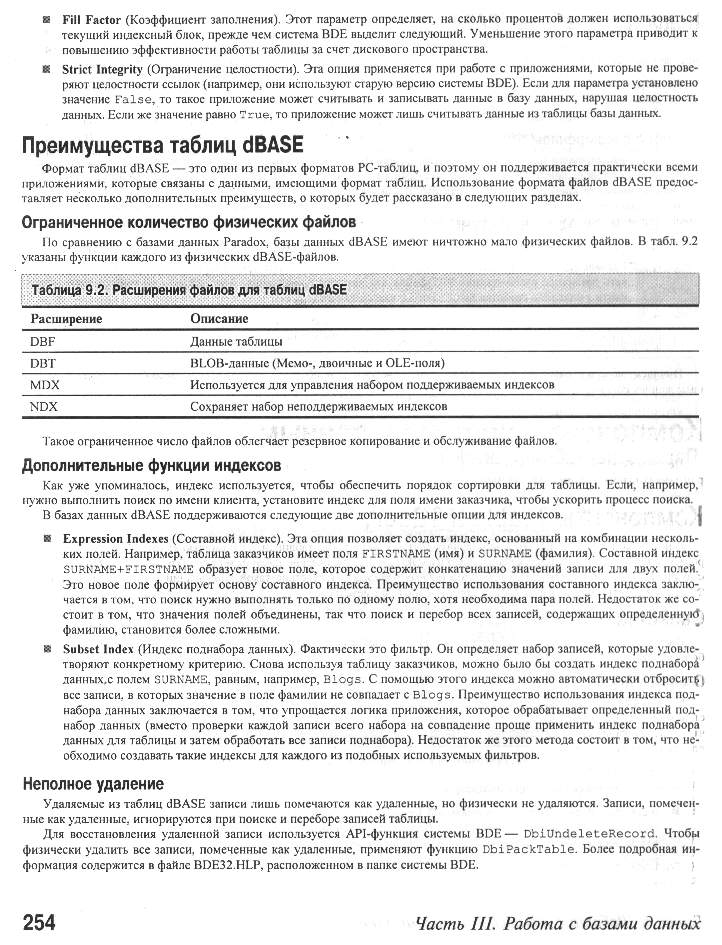 Fill Factor (Коэффициент заполнения). Этот параметр определяет, на сколько процентов должен использоваться
текущий индексный блок, прежде чем система BDE выделит следующий. Уменьшение этого параметра приводит к
повышению эффективности работы таблицы за счет дискового пространства.
Strict Integrity (Ограничение целостности). Эта опция применяется при работе с приложениями, которые не прове-
ряют целостности ссылок (например, они используют старую версию системы BDE). Если для параметра установлено
значение False, то такое приложение может считывать и записывать данные в базу данных, нарушая целостность
данных. Если же значение равно True, то приложение может лишь считывать данные из таблицы базы данных.
Преимущества таблиц dBASE
Формат таблиц dBASE — это один из первых форматов PC-таблиц, и поэтому он поддерживается практически всеми
приложениями, которые связаны с данными, имеющими формат таблиц. Использование формата файлов dBASE предос-
тавляет несколько дополнительных преимуществ, о которых будет рассказано в следующих разделах.
Ограниченное количество физических файлов
По сравнению с базами данных Paradox, базы данных dBASE имеют ничтожно мало физических файлов. В табл. 9.2
указаны функции каждого из физических dBASE-файлов.
Таблица 9.2. Расширения файлов для таблиц dBASE
Расширение Описание
DBF Данные таблицы
DBT BLOB-данные (Мемо-, двоичные и OLE-поля)
MDX Используется для управления набором поддерживаемых индексов
NDX Сохраняет набор неподдерживаемых индексов
Такое ограниченное число файлов облегчает резервное копирование и обслуживание файлов.
Дополнительные функции индексов
Как уже упоминалось, индекс используется, чтобы обеспечить порядок сортировки для таблицы. Если, например,
нужно выполнить поиск по имени клиента, установите индекс для поля имени заказчика, чтобы ускорить процесс поиска.
В базах данных dBASE поддерживаются следующие две дополнительные опции для индексов.
Expression Indexes (Составной индекс). Эта опция позволяет создать индекс, основанный на комбинации несколь-
ких полей. Например, таблица заказчиков имеет поля FIRSTNAME (имя) и SURNAME (фамилия). Составной индекс
SURNAME+FIRSTNAME образует новое поле, которое содержит конкатенацию значений записи для двух полей.
Это новое поле формирует основу составного индекса. Преимущество использования составного индекса заклю-
чается в том, что поиск нужно выполнять только по одному полю, хотя необходима пара полей. Недостаток же со-
стоит в том, что значения полей объединены, так что поиск и перебор всех записей, содержащих определенную
фамилию, становится более сложными.
Subset Index (Индекс поднабора данных). Фактически это фильтр. Он определяет набор записей, которые удовле-
творяют конкретному критерию. Снова используя таблицу заказчиков, можно было бы создать индекс поднабора
данных с полем SURNAME, равным, например, Blogs. С помощью этого индекса можно автоматически отбросить
все записи, в которых значение в поле фамилии не совпадает с Blogs. Преимущество использования индекса под-
набора данных заключается в том, что упрощается логика приложения, которое обрабатывает определенный под-
набор данных (вместо проверки каждой записи всего набора на совпадение проще применить индекс поднабора
данных для таблицы и затем обработать все записи поднабора). Недостаток же этого метода состоит в том, что не-
обходимо создавать такие индексы для каждого из подобных используемых фильтров.
Неполное удаление
Удаляемые из таблиц dBASE записи лишь помечаются как удаленные, но физически не удаляются. Записи, помечен-
ные как удаленные, игнорируются при поиске и переборе записей таблицы.
Для восстановления удаленной записи используется API-функция системы BDE — DbiUndeleteRecord. Чтобы
физически удалить все записи, помеченные как удаленные, применяют функцию DbiPackTable. Более подробная ин-
формация содержится в файле BDE32.HLP, расположенном в папке системы BDE.
254 Часть III. Работа с базами данных